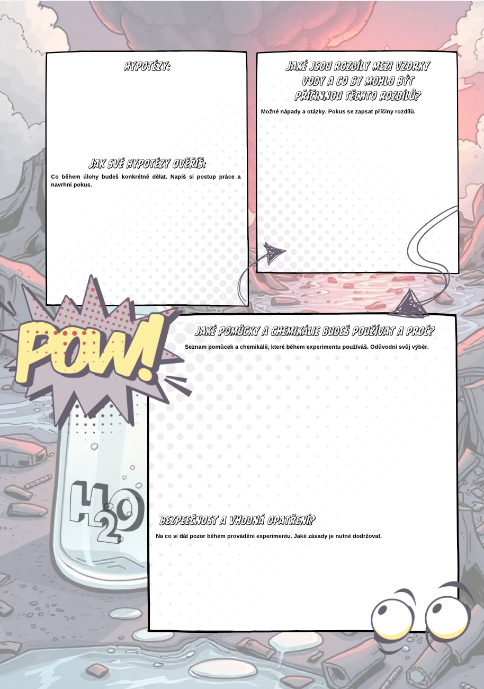 HYPOTÉZY:
JAK SVÉ HYPOTÉZY OVĚŘÍŠ:
Co během úlohy budeš konkrétně dělat. Napiš si postup práce a
navrhni pokus.
JAKÉ JSOU ROZDÍLY MEZI VZORKY
VODY A CO BY MOHLO BÝT
PŘÍČINNOU TĚCHTO ROZDÍLŮ?
Možné nápady a otázky. Pokus se zapsat příčiny rozdílů.
POW!
JAKÉ POMŮCKY A CHEMIKÁLIE BUDEŠ POUŽÍVAT A PROČ?
Seznam pomůcek a chemikálií, které během experimentu používáš. Odůvodni svůj výběr.
H2O
BEZPEČNOST A VHODNÁ OPATŘENÍ?
Na co si dát pozor během provádění experimentu. Jaké zásady je nutné dodržovat.